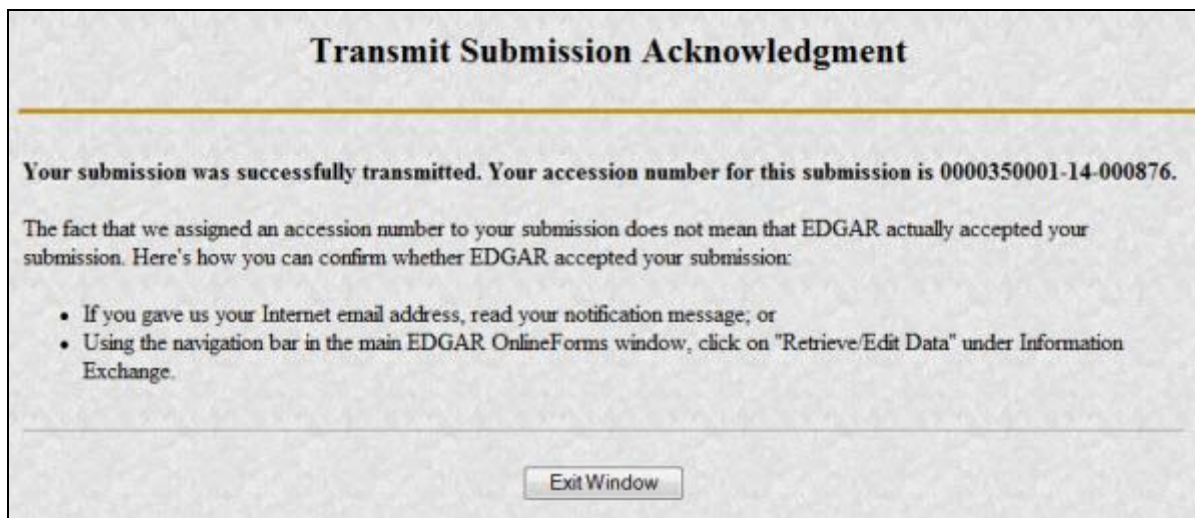 Transmit Submission Acknowledgment
Your submission was successfully transmitted. Your accession number for this submission is 0000350001-14-000876.
The fact that we assigned an accession number to your submission does not mean that EDGAR actually accepted your
submission. Here's how you can confirm whether EDGAR accepted your submission:
• If you gave us your Internet email address, read your notification message; or
• Using the navigation bar in the main EDGAR OnlineForms window, click on "Retrieve/Edit Data" under Information
Exchange.
Exit Window